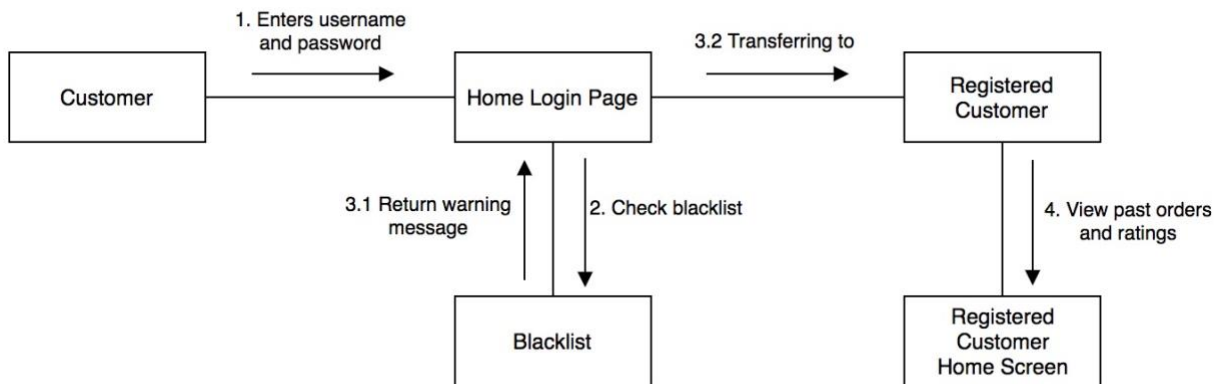 1. Enters username
and password
3.2 Transferring to
Customer
Home Login Page
Registered
Customer
3.1 Return warning
message
2. Check blacklist
4. View past orders
and ratings
Blacklist
Registered
Customer
Home Screen